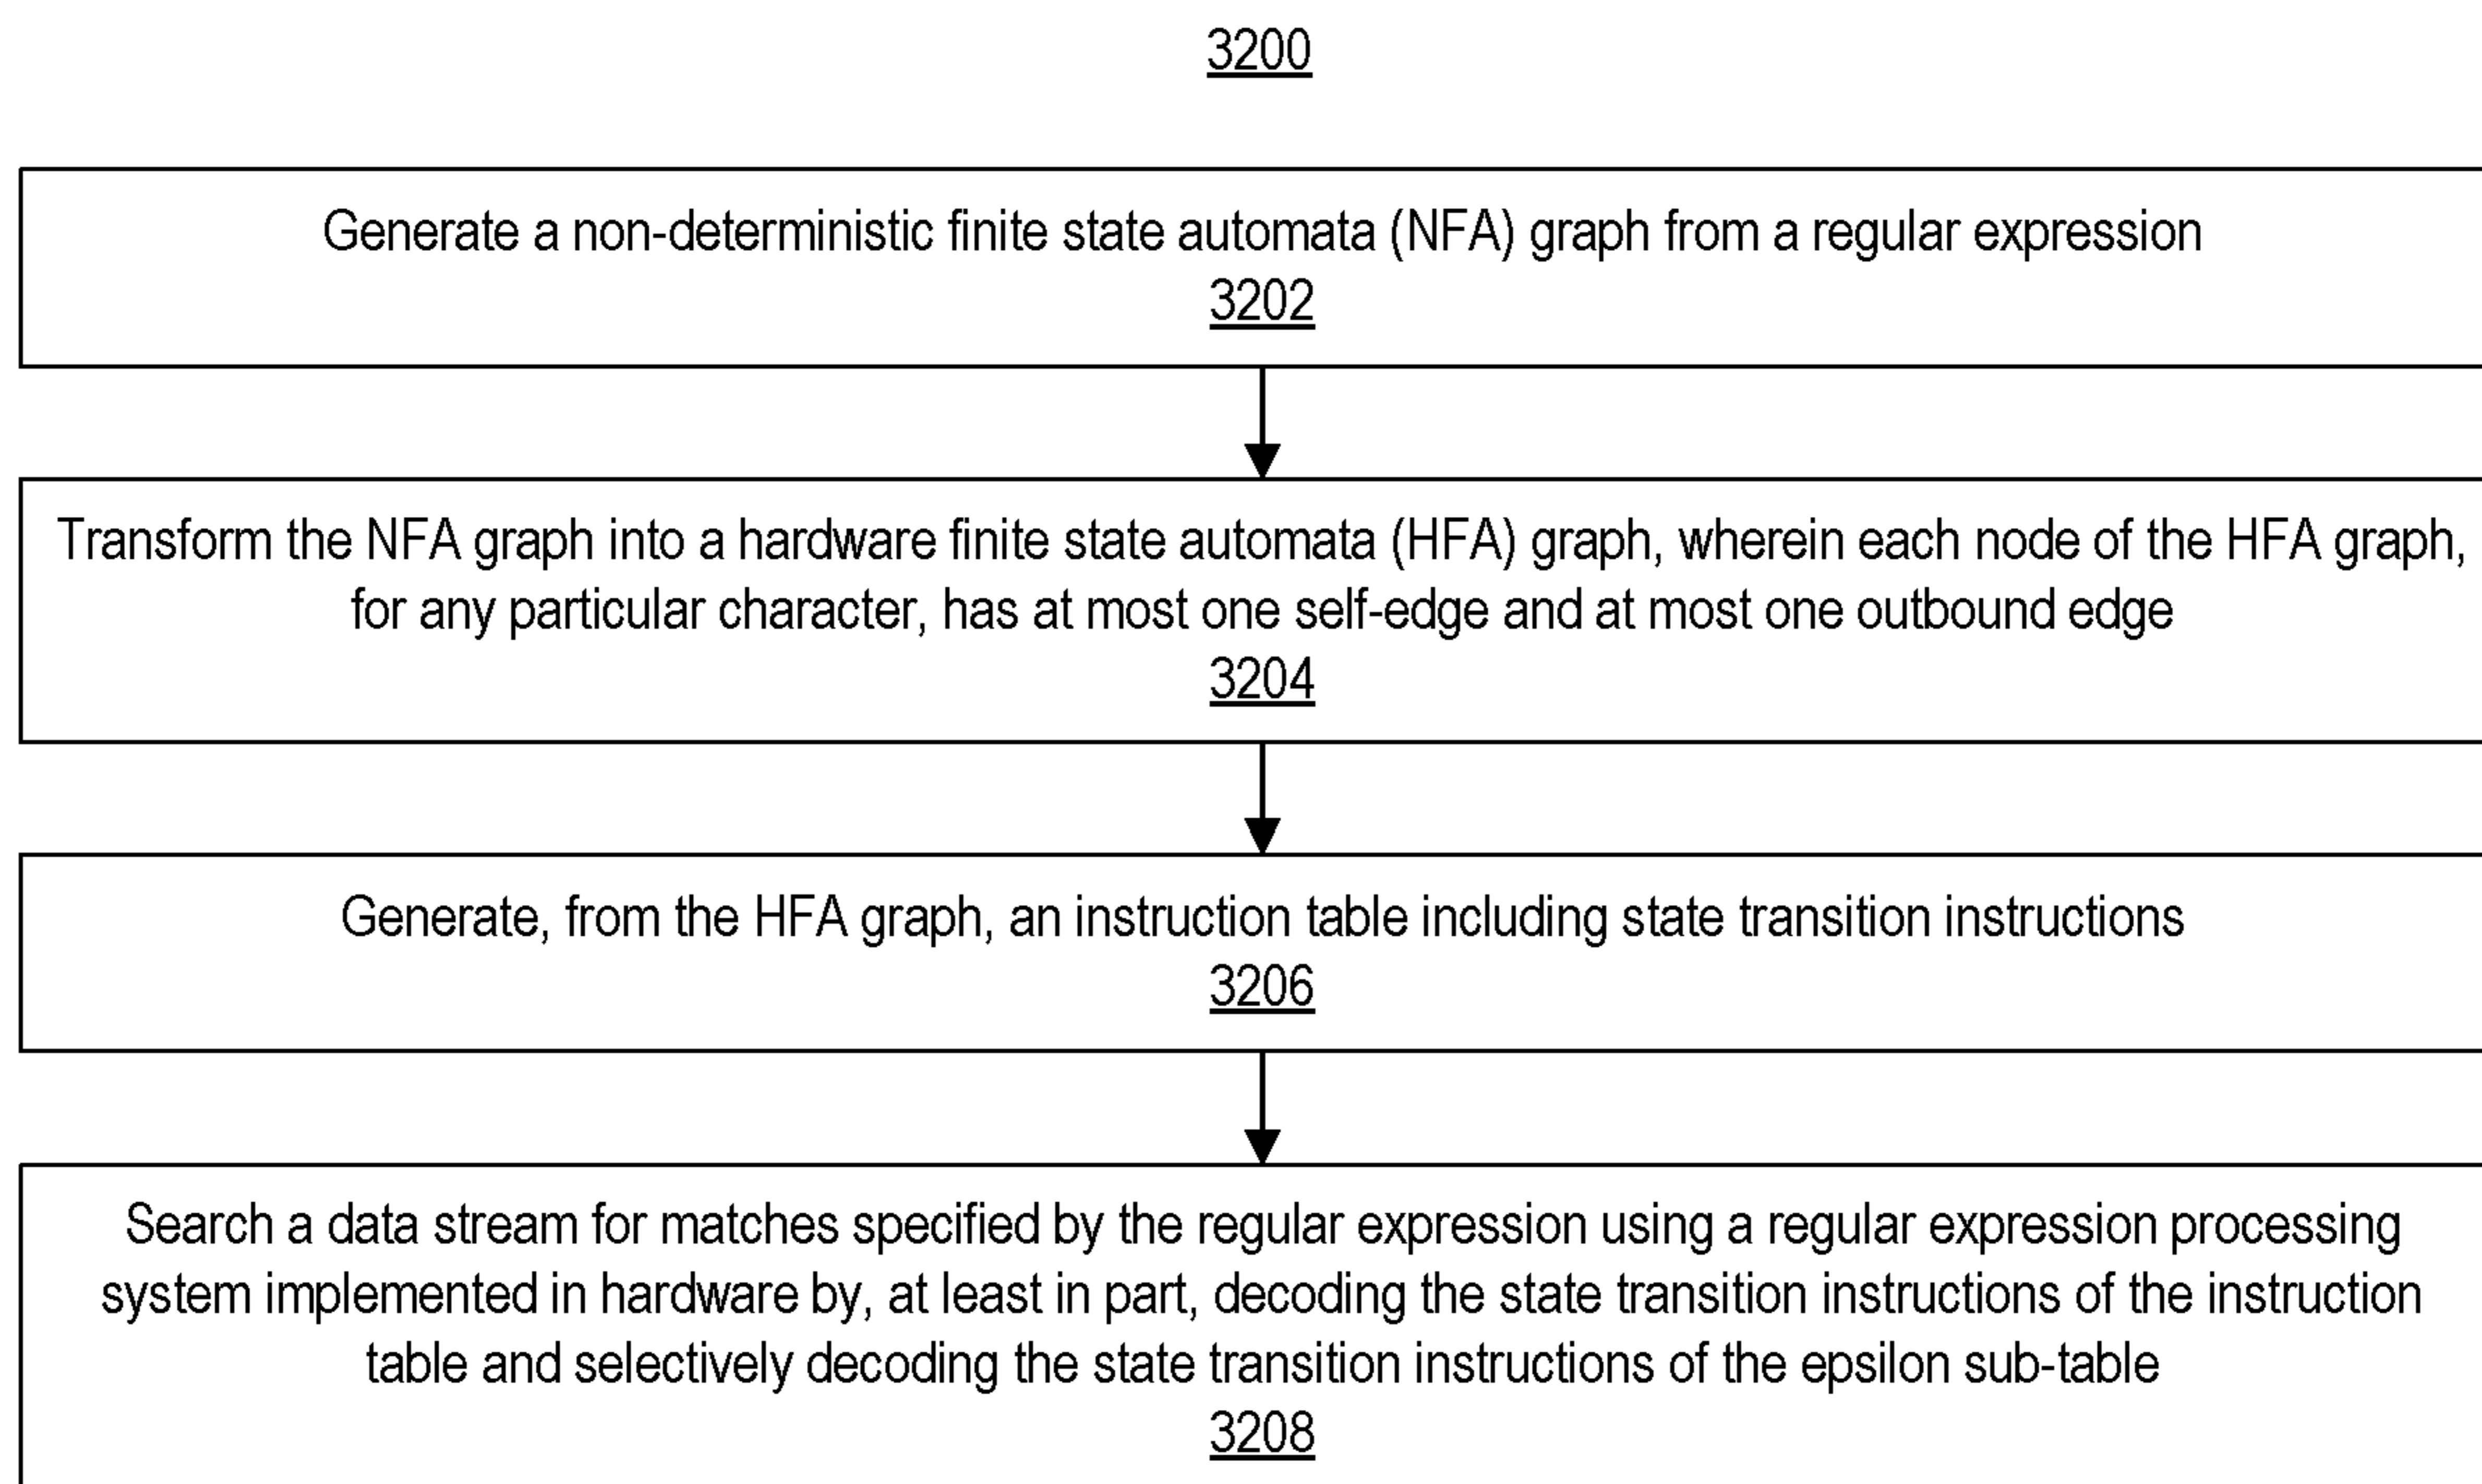 3200
Generate a non-deterministic finite state automata (NFA) graph from a regular expression
3202
Transform the NFA graph into a hardware finite state automata (HFA) graph, wherein each node of the HFA graph,
for any particular character, has at most one self-edge and at most one outbound edge
3204
Generate, from the HFA graph, an instruction table including state transition instructions
3206
Search a data stream for matches specified by the regular expression using a regular expression processing
system implemented in hardware by, at least in part, decoding the state transition instructions of the instruction
table and selectively decoding the state transition instructions of the epsilon sub-table
3208